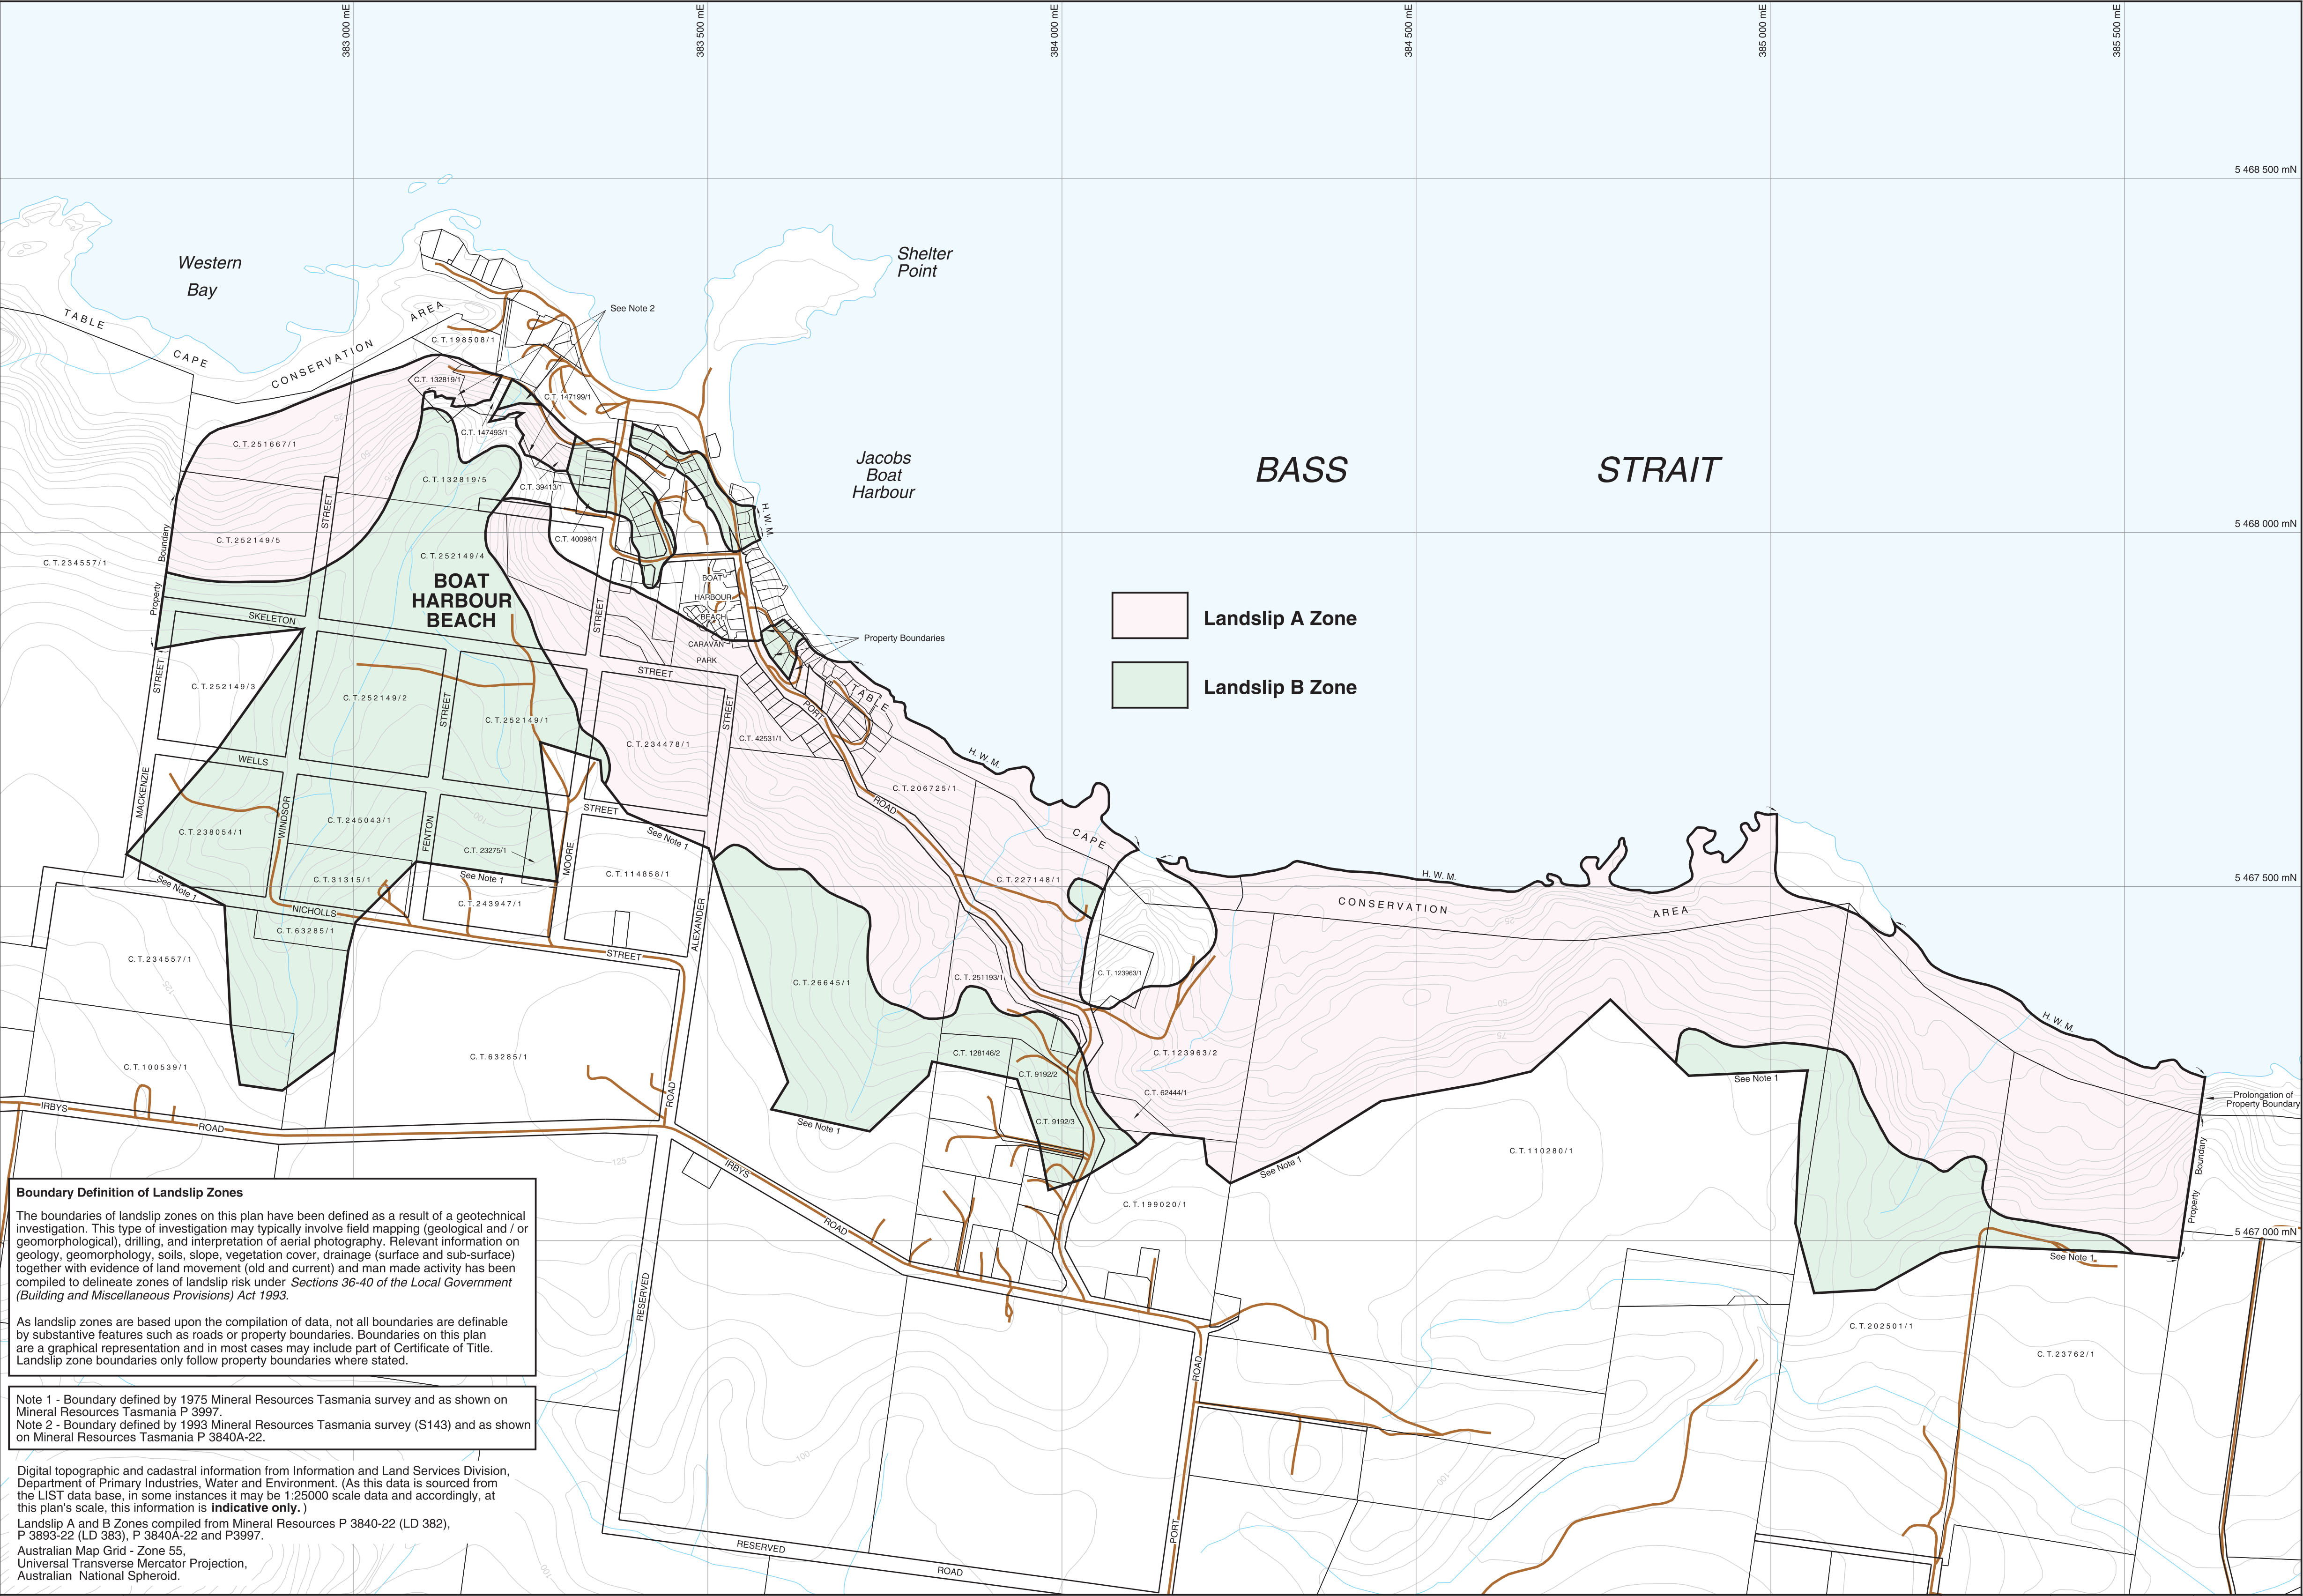 383 000 mE
383 500 mE
384 000 mE
384 500 mE
385 000 mE
385 500 mE
5 468 500 mN
Western
Bay
Shelter
Point
See Note 2
TABLE
CAPE
CONSERVATION
AREA
C.T. 198508/1
C.T. 132819/1
C.T. 147199/1
C.T. 251667/1
C.T. 147493/1
Jacobs
Boat
Harbour
BASS STRAIT
C.T. 132819/5
C.T. 39413/1
STREET
H.W.M.
5 468 000 mN
C.T. 252149/5
C.T. 40096/1
C.T. 234557/1
Property Boundary
C.T. 252149/4
BOAT
HARBOUR
BEACH
BOAT
HARBOUR
BEACH
CARAVAN
PARK
Landslip A Zone
Landslip B Zone
SKELETON
STREET
STREET
Property Boundaries
C.T. 252149/3
C.T. 252149/2
STREET
C.T. 252149/1
STREET
C.T. 234478/1
STREET
C.T. 42531/1
PORT
TABLE
H.W.M.
WELLS
MACKENZIE
WINDSOR
C.T. 206725/1
ROAD
C.T. 238054/1
C.T. 245043/1
FENTON
100
STREET
See Note 1
CAPE
C.T. 23275/1
MOORE
See Note 1
See Note 1
C.T. 31315/1
C.T. 114858/1
C.T. 227148/1
H.W.M.
5 467 500 mN
NICHOLLS
C.T. 243947/1
ALEXANDER
CONSERVATION
AREA
25
C.T. 63285/1
STREET
C.T. 234557/1
125
C.T. 26645/1
C.T. 251193/1
C.T. 123963/1
50
75
H.W.M.
C.T. 100539/1
C.T. 63285/1
C.T. 128146/2
C.T. 9192/2
C.T. 123963/2
C.T. 62444/1
See Note 1
Prolongation of
Property Boundary
IRBYS
ROAD
ROAD
See Note 1
C.T. 9192/3
See Note 1
C.T. 110280/1
Property Boundary
125
IRBYS
ROAD
C.T. 199020/1
5 467 000 mN
See Note 1
RESERVED
C.T. 202501/1
C.T. 23762/1
ROAD
100
100
100
PORT
RESERVED
ROAD
Boundary Definition of Landslip Zones
The boundaries of landslip zones on this plan have been defined as a result of a geotechnical
investigation. This type of investigation may typically involve field mapping (geological and / or
geomorphological), drilling, and interpretation of aerial photography. Relevant information on
geology, geomorphology, soils, slope, vegetation cover, drainage (surface and sub-surface)
together with evidence of land movement (old and current) and man made activity has been
compiled to delineate zones of landslip risk under Sections 36-40 of the Local Government
(Building and Miscellaneous Provisions) Act 1993.
As landslip zones are based upon the compilation of data, not all boundaries are definable
by substantive features such as roads or property boundaries. Boundaries on this plan
are a graphical representation and in most cases may include part of Certificate of Title.
Landslip zone boundaries only follow property boundaries where stated.
Note 1 - Boundary defined by 1975 Mineral Resources Tasmania survey and as shown on
Mineral Resources Tasmania P 3997.
Note 2 - Boundary defined by 1993 Mineral Resources Tasmania survey (S143) and as shown
on Mineral Resources Tasmania P 3840A-22.
Digital topographic and cadastral information from Information and Land Services Division,
Department of Primary Industries, Water and Environment. (As this data is sourced from
the LIST data base, in some instances it may be 1:25000 scale data and accordingly, at
this plan's scale, this information is indicative only. )
Landslip A and B Zones compiled from Mineral Resources P 3840-22 (LD 382),
P 3893-22 (LD 383), P 3840A-22 and P3997.
Australian Map Grid - Zone 55,
Universal Transverse Mercator Projection,
Australian National Spheroid.